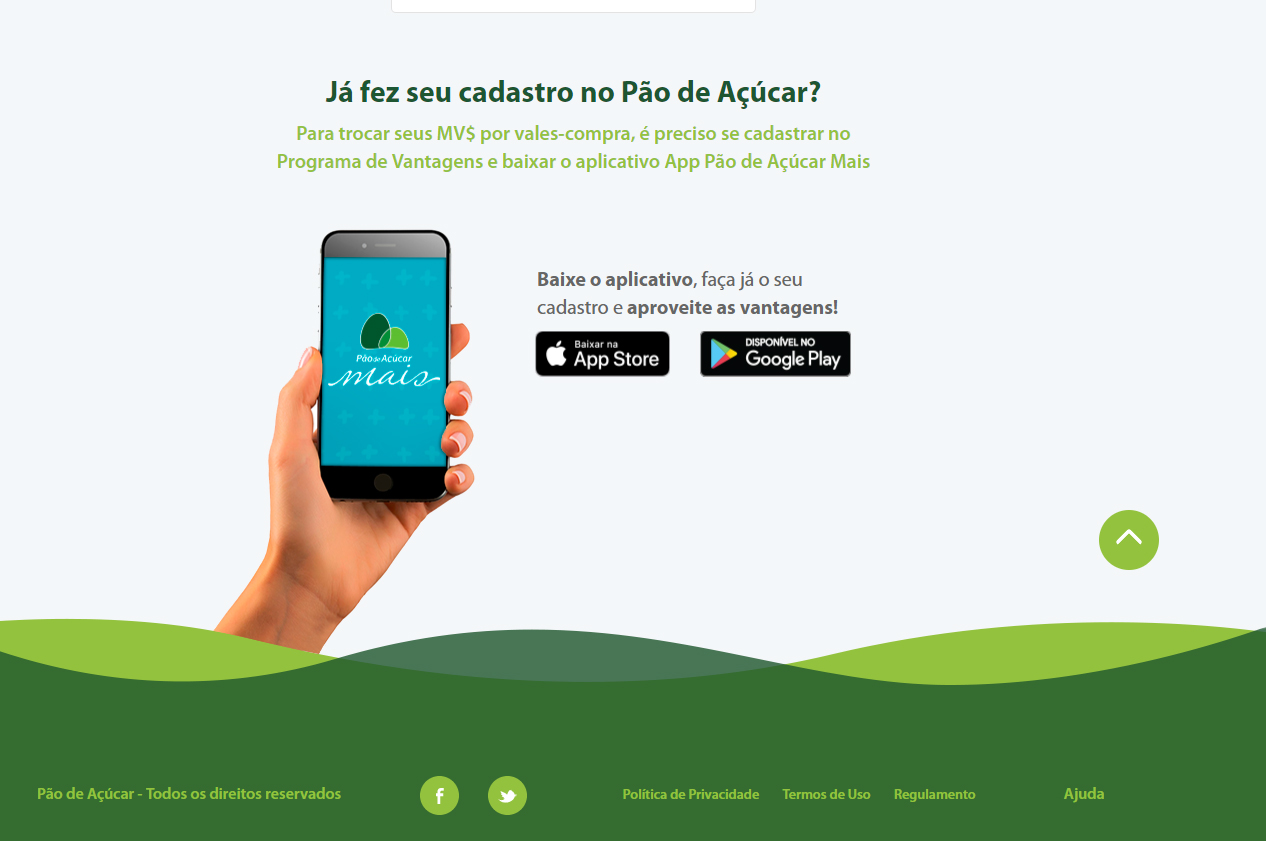 Já fez seu cadastro no Pão de Açúcar?
Para trocar seus MV$ por vales-compra, é preciso se cadastrar no
Programa de Vantagens e baixar o aplicativo App Pão de Açúcar Mais
Pão de Açúcar
mais
Baixe o aplicativo, faça já o seu
cadastro e aproveite as vantagens!
Baixar na
App Store
DISPONÍVEL NO
Google Play
Pão de Açúcar - Todos os direitos reservados
f
Política de Privacidade
Termos de Uso
Regulamento
Ajuda